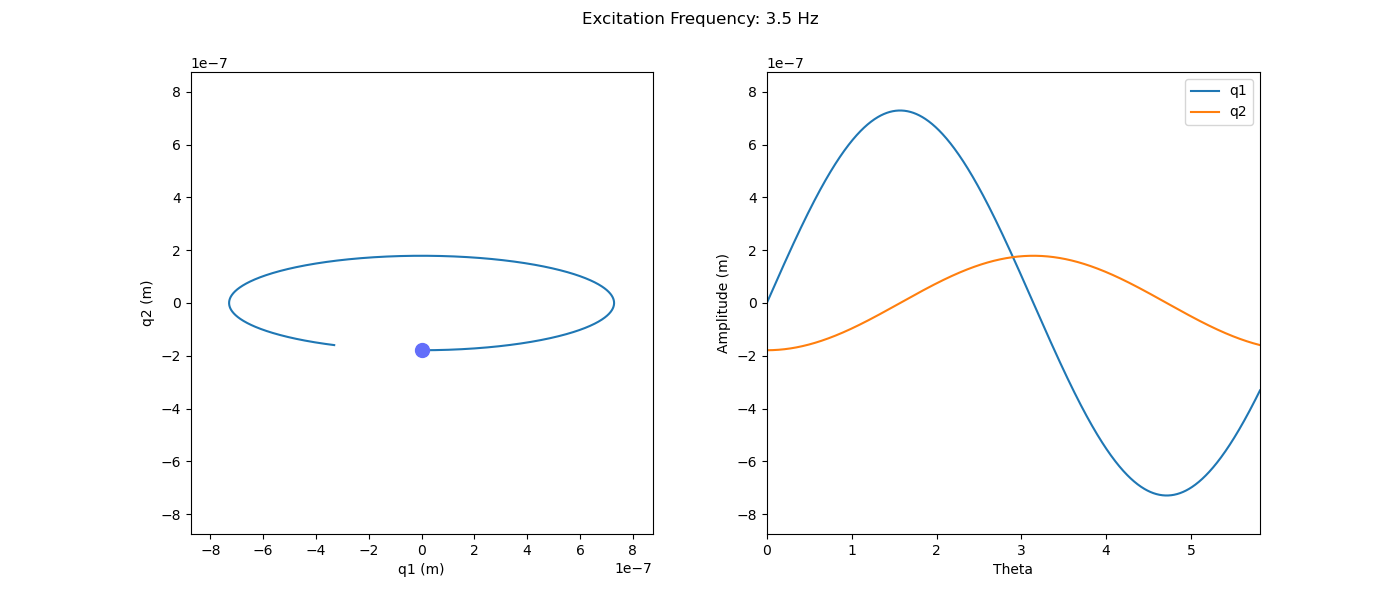 Excitation Frequency: 3.5 Hz
1e−7
8
6
4
2
0
−2
−4
−6
−8
q2 (m)
−8 −6 −4 −2 0 2 4 6 8
q1 (m)
1e−7
1e−7
8
6
4
2
0
−2
−4
−6
−8
Amplitude (m)
0 1 2 3 4 5
Theta
q1
q2